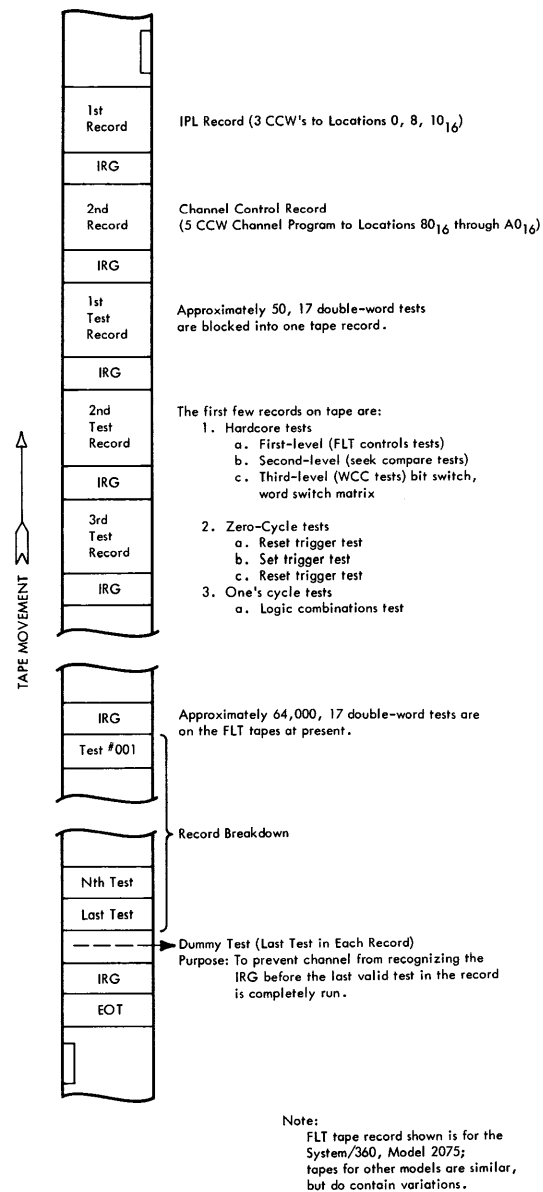 1st
Record
IPL Record (3 CCW's to Locations 0, 8, 10₁₆)
IRG
2nd
Record
Channel Control Record
(5 CCW Channel Program to Locations 80₁₆ through A0₁₆)
IRG
1st
Test
Record
Approximately 50, 17 double-word tests
are blocked into one tape record.
IRG
2nd
Test
Record
The first few records on tape are:
1. Hardcore tests
a. First-level (FLT controls tests)
b. Second-level (seek compare tests)
c. Third-level (WCC tests) bit switch,
word switch matrix
IRG
3rd
Test
Record
2. Zero-Cycle tests
a. Reset trigger test
b. Set trigger test
c. Reset trigger test
3. One's cycle tests
a. Logic combinations test
IRG
TAPE MOVEMENT
IRG
Approximately 64,000, 17 double-word tests are
on the FLT tapes at present.
Test #001
Record Breakdown
Nth Test
Last Test
Dummy Test (Last Test in Each Record)
Purpose: To prevent channel from recognizing the
IRG before the last valid test in the record
is completely run.
IRG
EOT
Note:
FLT tape record shown is for the
System/360, Model 2075;
tapes for other models are similar,
but do contain variations.